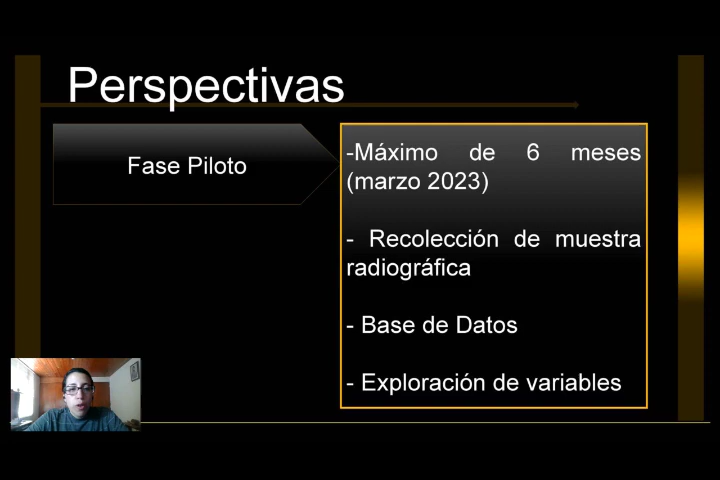 Perspectivas
Fase Piloto
-Máximo de 6 meses
(marzo 2023)
- Recolección de muestra
radiográfica
- Base de Datos
- Exploración de variables